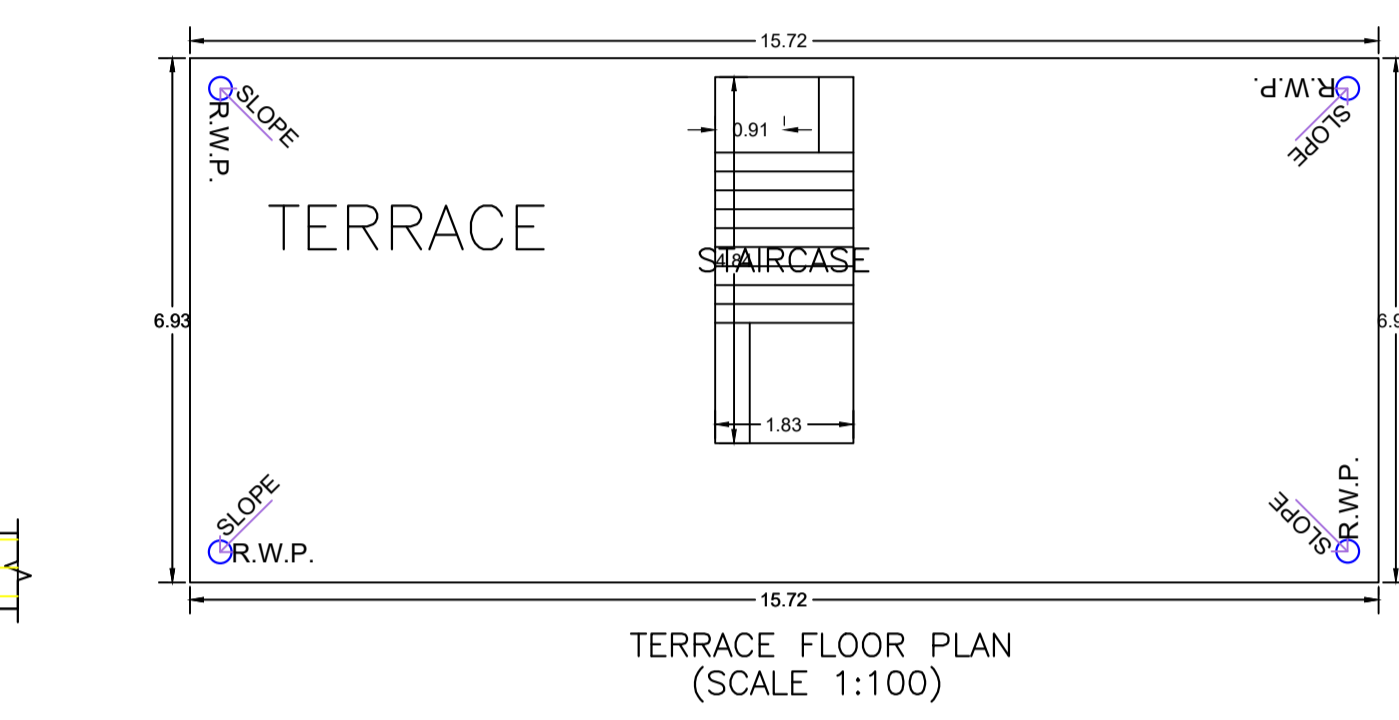 15.72
R.W.P.
SLOPE
R.W.P.
SLOPE
0.91
TERRACE
STAIRCASE
6.93
1.83
SLOPE
R.W.P.
SLOPE
R.W.P.
15.72
TERRACE FLOOR PLAN
(SCALE 1:100)